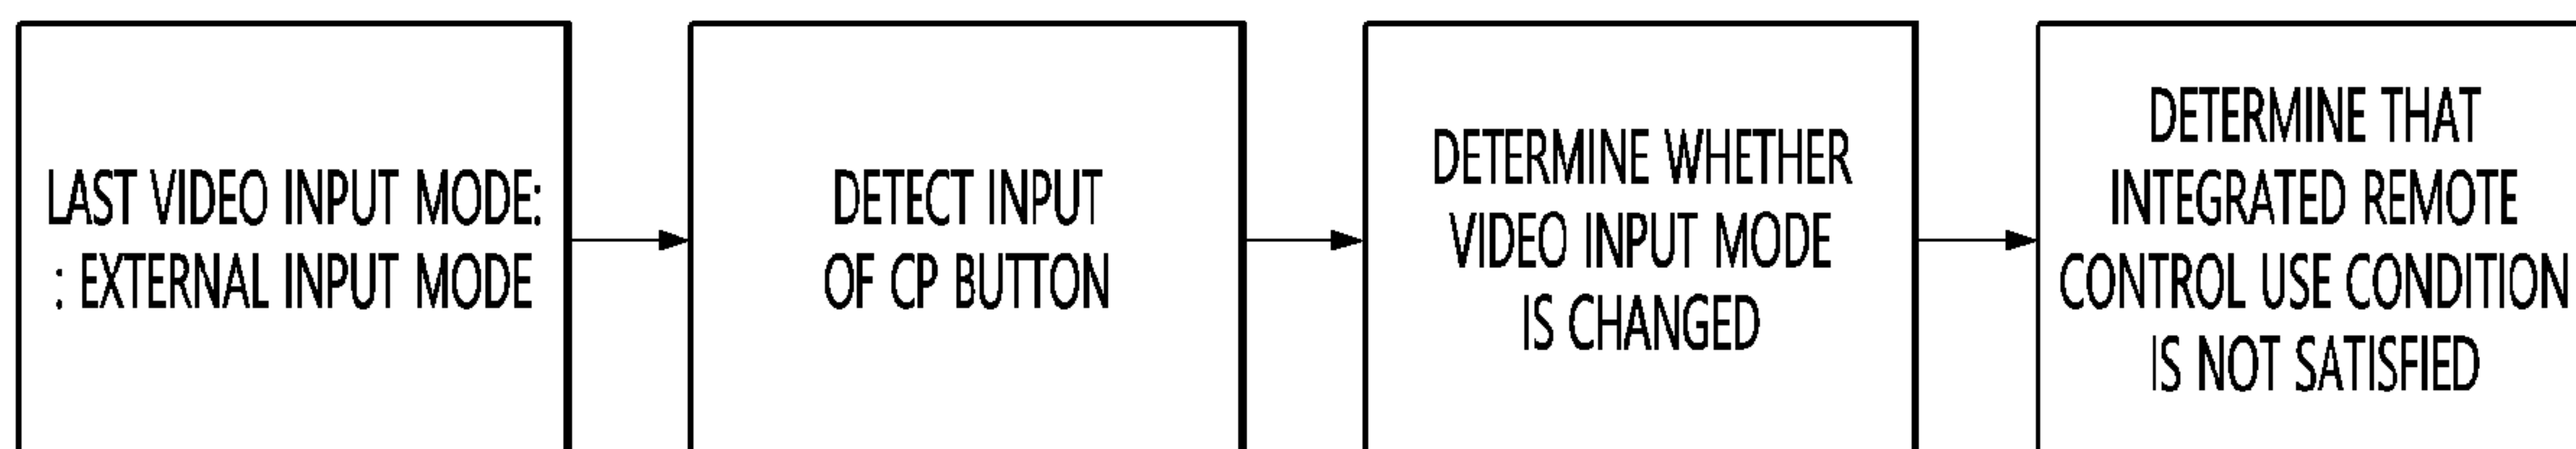 LAST VIDEO INPUT MODE:
: EXTERNAL INPUT MODE
DETECT INPUT
OF CP BUTTON
DETERMINE WHETHER
VIDEO INPUT MODE
IS CHANGED
DETERMINE THAT
INTEGRATED REMOTE
CONTROL USE CONDITION
IS NOT SATISFIED